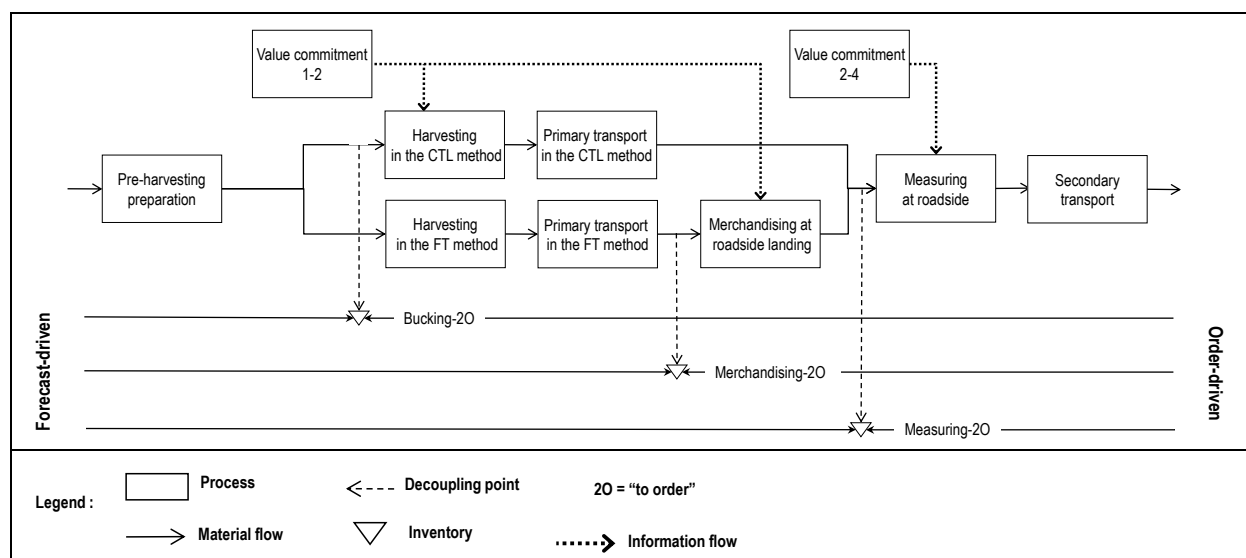 Value commitment
1-2
Value commitment
2-4
Harvesting
in the CTL method
Primary transport
in the CTL method
Pre-harvesting
preparation
Measuring
at roadside
Secondary
transport
Harvesting
in the FT method
Primary transport
in the FT method
Merchandising at
roadside landing
Forecast-driven
Bucking-2O
Merchandising-2O
Measuring-2O
Order-driven
Legend :
Process
Decoupling point
2O = “to order”
Material flow
Inventory
Information flow